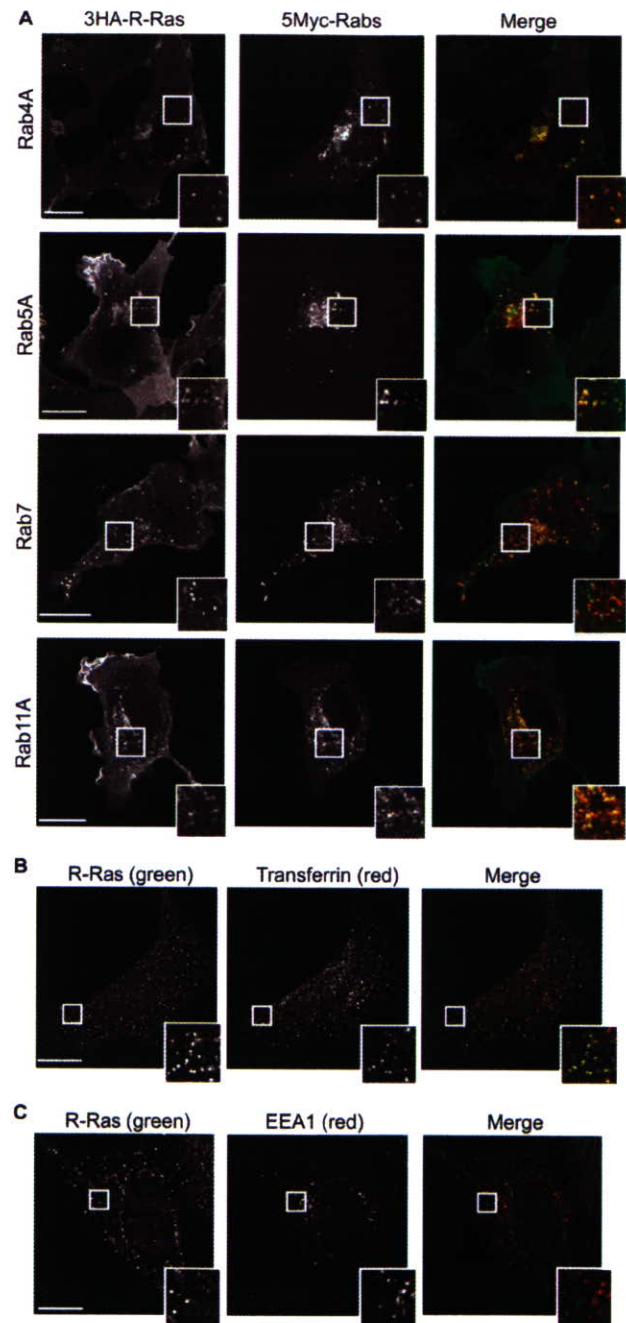 A
3HA-R-Ras 5Myc-Rabs Merge
Rab4A
Rab5A
Rab7
Rab11A
B
R-Ras (green) Transferrin (red) Merge
C
R-Ras (green) EEA1 (red) Merge